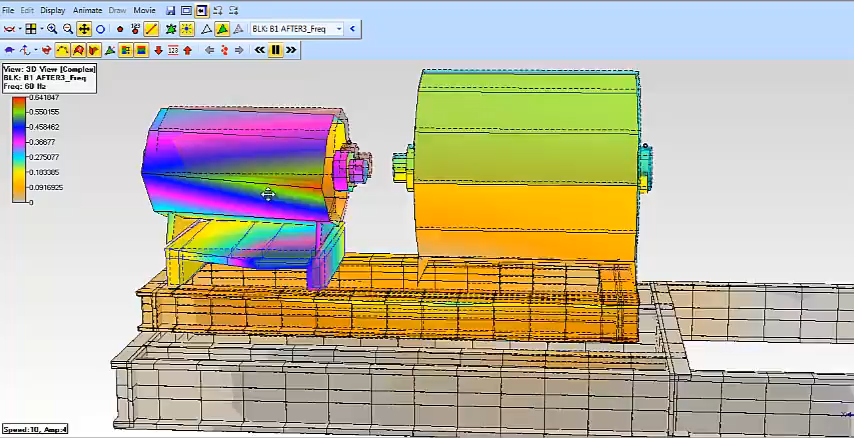 File Edit Display Animate Draw Movie
123
BLK: B1 AFTER3_Freq
123
View: 3D View [Complex]
BLK: B1 AFTER3_Freq
Freq: 60 Hz
0.641847
0.550155
0.458462
0.36677
0.275077
0.183385
0.0916925
0
Speed:10, Amp:4